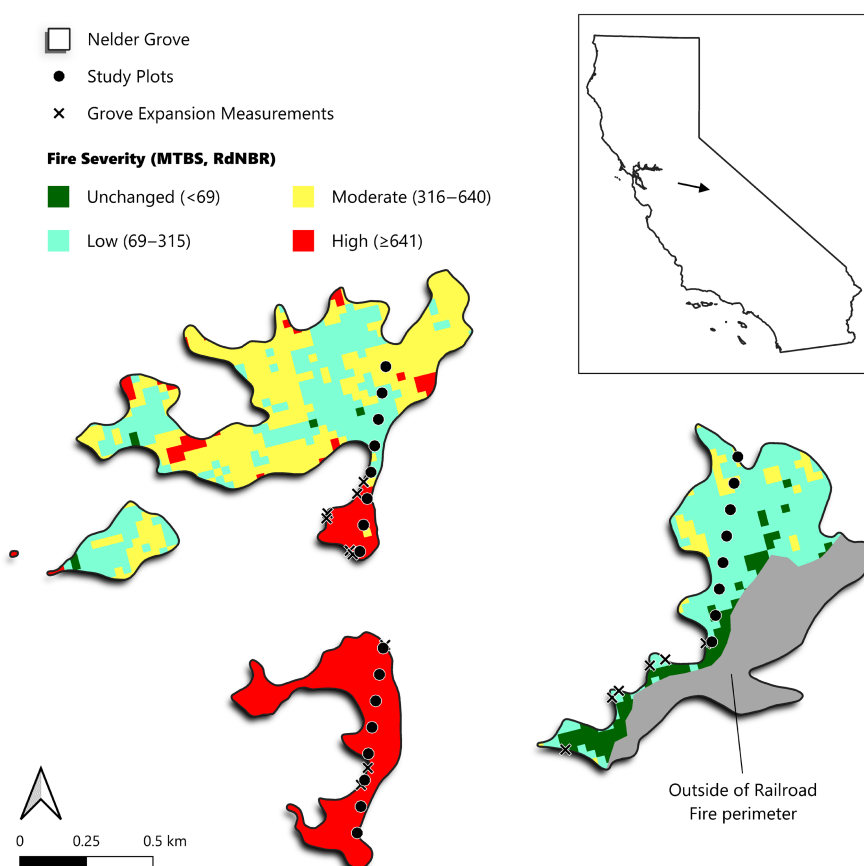 Nelder Grove
Study Plots
Grove Expansion Measurements
Fire Severity (MTBS, RdNBR)
Unchanged (<69)
Moderate (316–640)
Low (69–315)
High (≥641)
Outside of Railroad
Fire perimeter
0 0.25 0.5 km